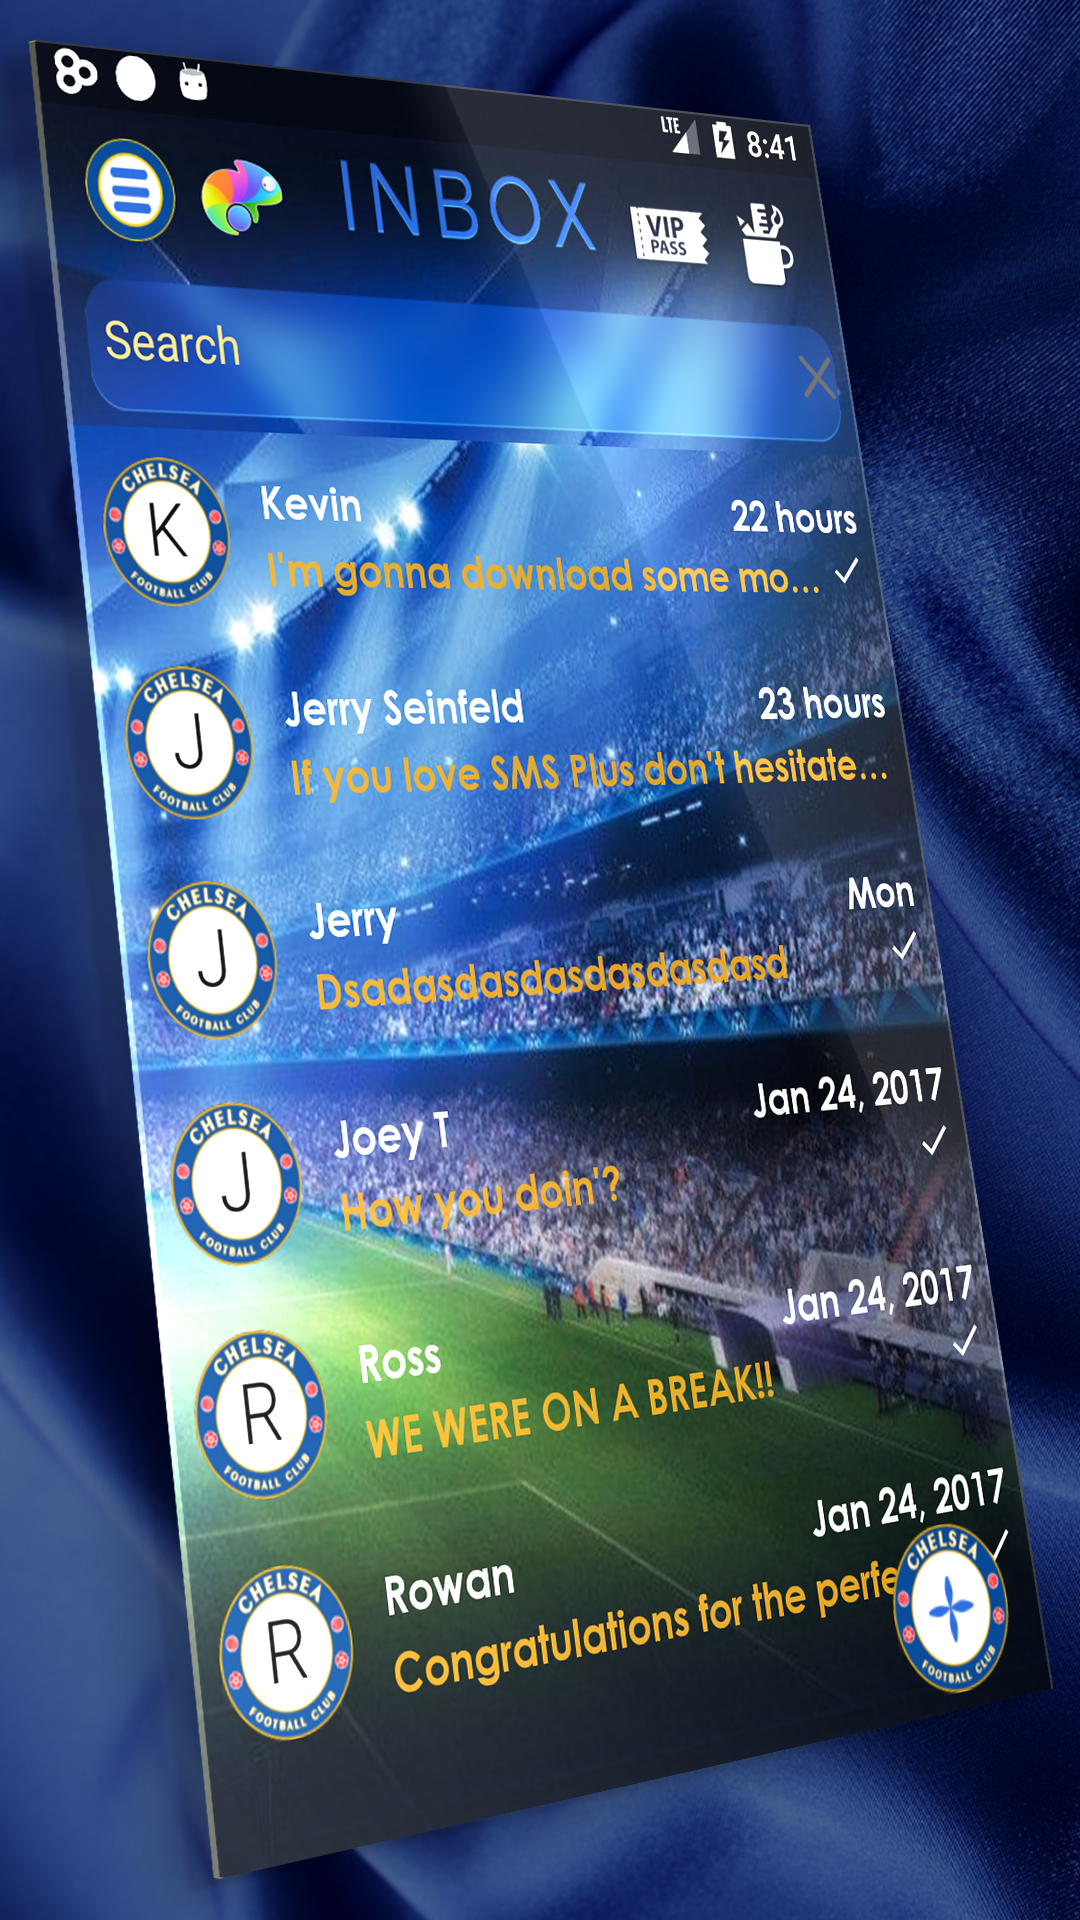 LTE 8:41
INBOX
VIP
PASS
Search
CHELSEA
K
FOOTBALL CLUB
Kevin
22 hours
I'm gonna download some mo...
CHELSEA
J
FOOTBALL CLUB
Jerry Seinfeld
23 hours
If you love SMS Plus don't hesitate...
CHELSEA
J
FOOTBALL CLUB
Jerry
Mon
Dsadasdasdasdasdasdasd
CHELSEA
J
FOOTBALL CLUB
Joey T
Jan 24, 2017
How you doin'?
CHELSEA
R
FOOTBALL CLUB
Ross
Jan 24, 2017
WE WERE ON A BREAK!!
CHELSEA
R
FOOTBALL CLUB
Rowan
Jan 24, 2017
Congratulations for the perfe
CHELSEA
FOOTBALL CLUB